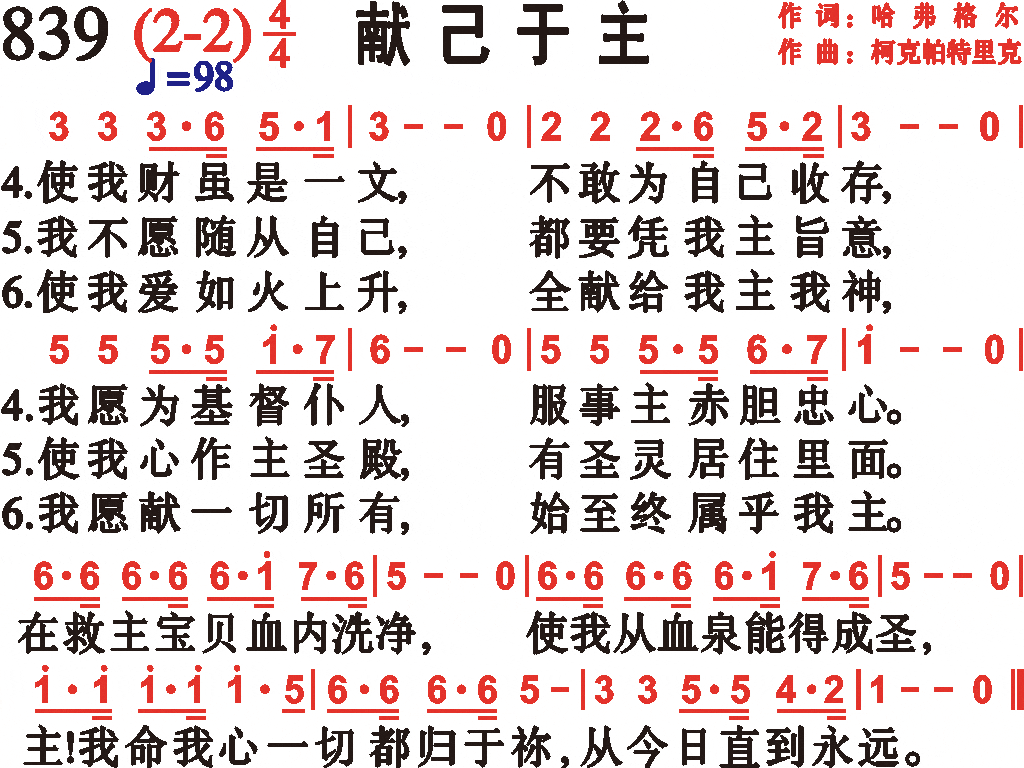 839 (2-2) 4/4 献己于主 作词：哈弗格尔
♩=98 作曲：柯克帕特里克
3 3 3·6 5·1 | 3 - - 0 | 2 2 2·6 5·2 | 3 - - 0 |
4.使我财虽是一文, 不敢为自己收存,
5.我不愿随从自己, 都要凭我主旨意,
6.使我爱如火上升, 全献给我主我神,
5 5 5·5 i·7 | 6 - - 0 | 5 5 5·5 6·7 | i - - 0 |
4.我愿为基督仆人, 服事主赤胆忠心。
5.使我心作主圣殿, 有圣灵居住里面。
6.我愿献一切所有, 始至终属乎我主。
6·6 6·6 6·i 7·6 | 5 - - 0 | 6·6 6·6 6·i 7·6 | 5 - - 0 |
在救主宝贝血内洗净， 使我从血泉能得成圣，
i·i i·i i·5 | 6·6 6·6 5 - | 3 3 5·5 4·2 | 1 - - 0 ‖
主!我命我心一切都归于祢,从今日直到永远。